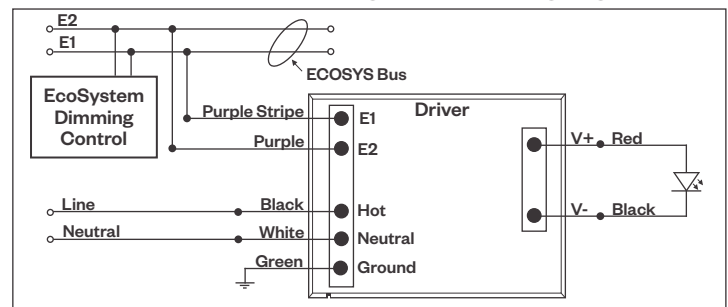 E2
E1
ECOSYS Bus
EcoSystem
Dimming
Control
Driver
Purple Stripe
E1
Purple
E2
V+
Red
Line
Black
Hot
V-
Black
Neutral
White
Neutral
Green
Ground